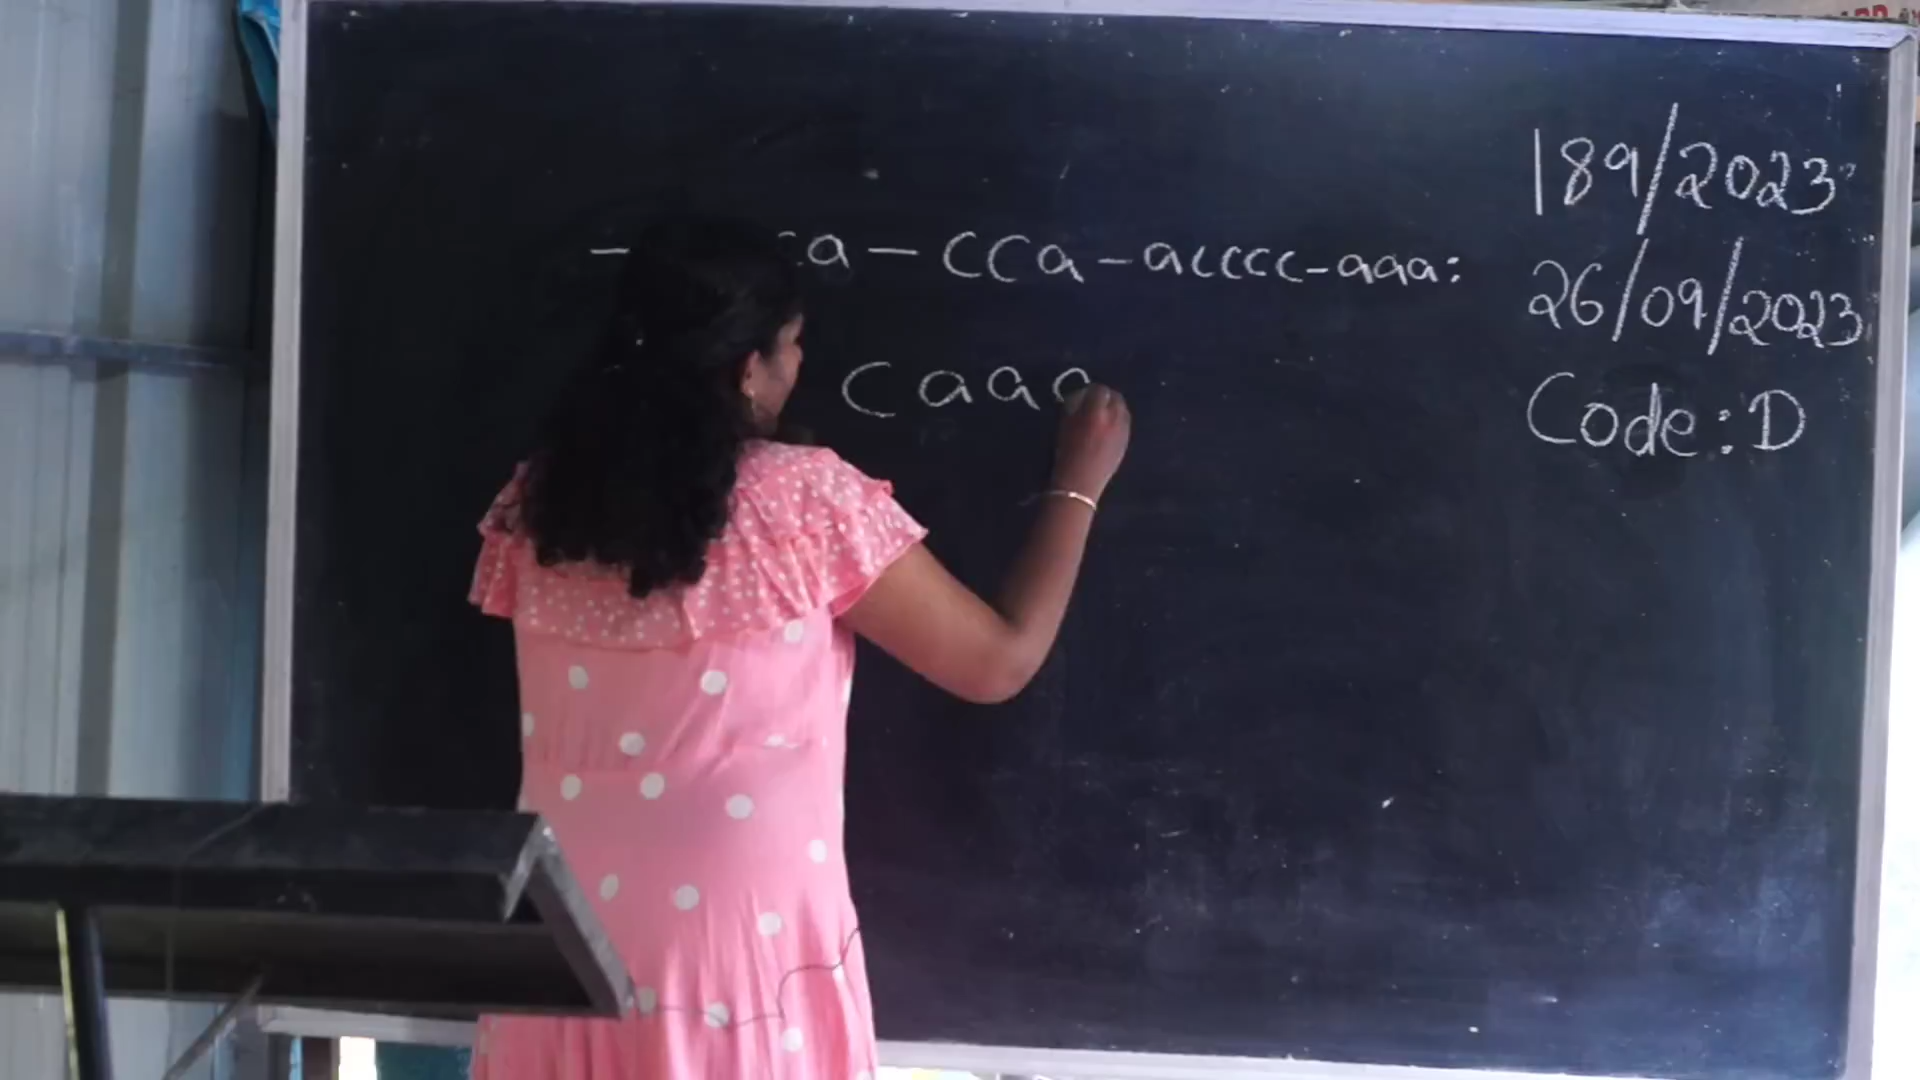 ca — cca - acccc - aaa:
caaa
189/2023
26/09/2023
Code: D